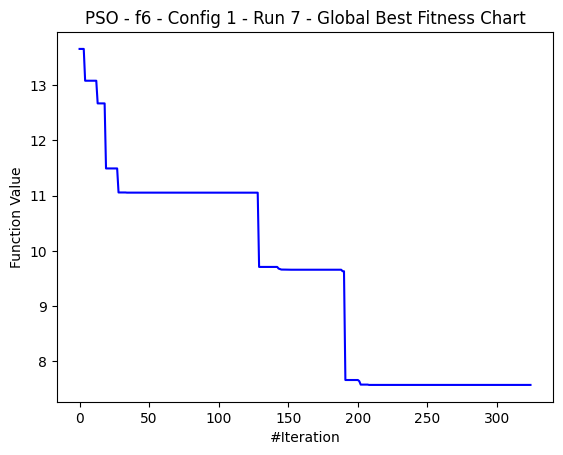 PSO - f6 - Config 1 - Run 7 - Global Best Fitness Chart
13
12
11
10
9
8
Function Value
0 50 100 150 200 250 300
#Iteration